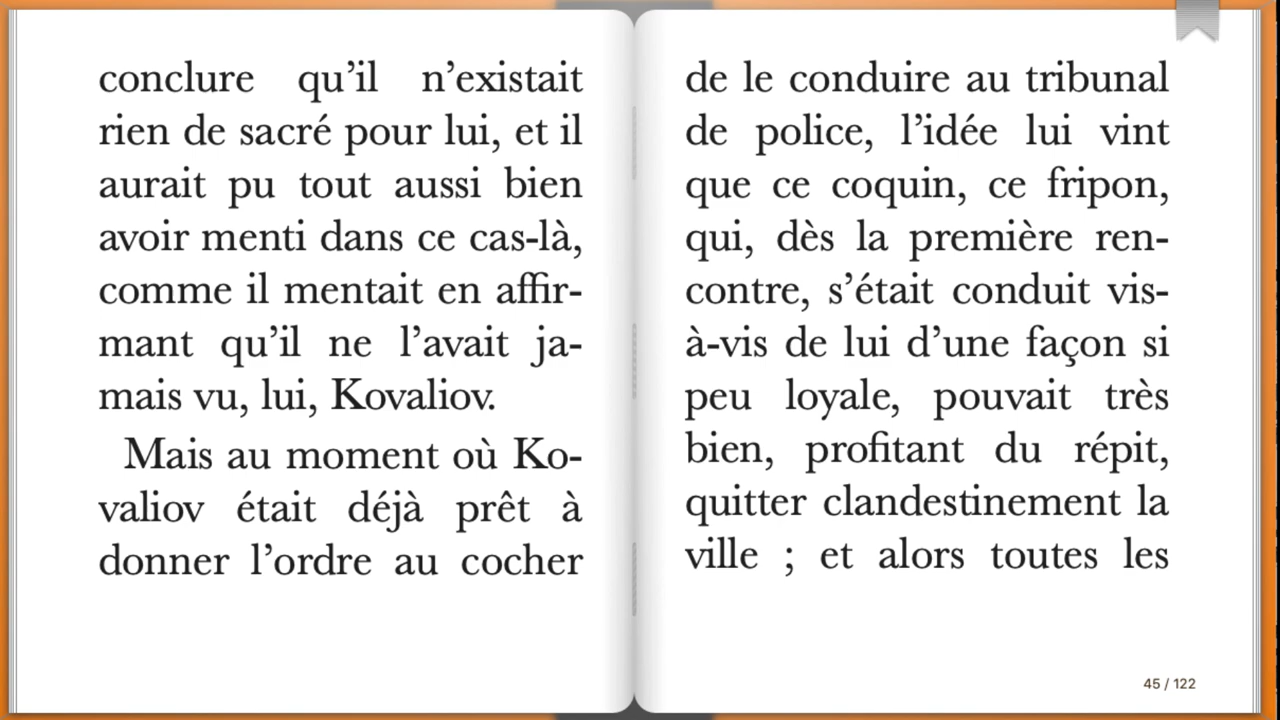 conclure qu’il n’existait
rien de sacré pour lui, et il
aurait pu tout aussi bien
avoir menti dans ce cas-là,
comme il mentait en affir-
mant qu’il ne l’avait ja-
mais vu, lui, Kovaliov.
Mais au moment où Ko-
valiov était déjà prêt à
donner l’ordre au cocher
de le conduire au tribunal
de police, l’idée lui vint
que ce coquin, ce fripon,
qui, dès la première ren-
contre, s’était conduit vis-
à-vis de lui d’une façon si
peu loyale, pouvait très
bien, profitant du répit,
quitter clandestinement la
ville ; et alors toutes les
45 / 122